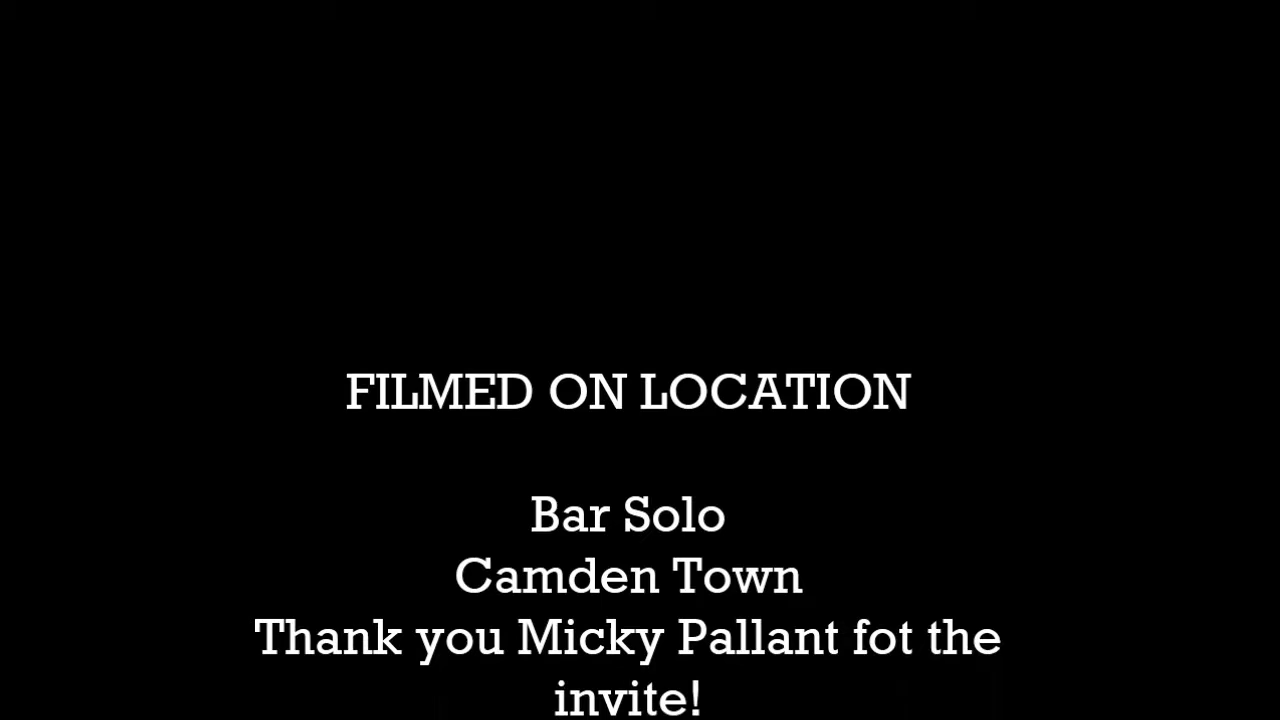 FILMED ON LOCATION
Bar Solo
Camden Town
Thank you Micky Pallant fot the
invite!